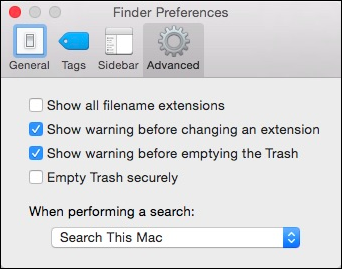 Finder Preferences
General Tags Sidebar Advanced
Show all filename extensions
Show warning before changing an extension
Show warning before emptying the Trash
Empty Trash securely
When performing a search:
Search This Mac